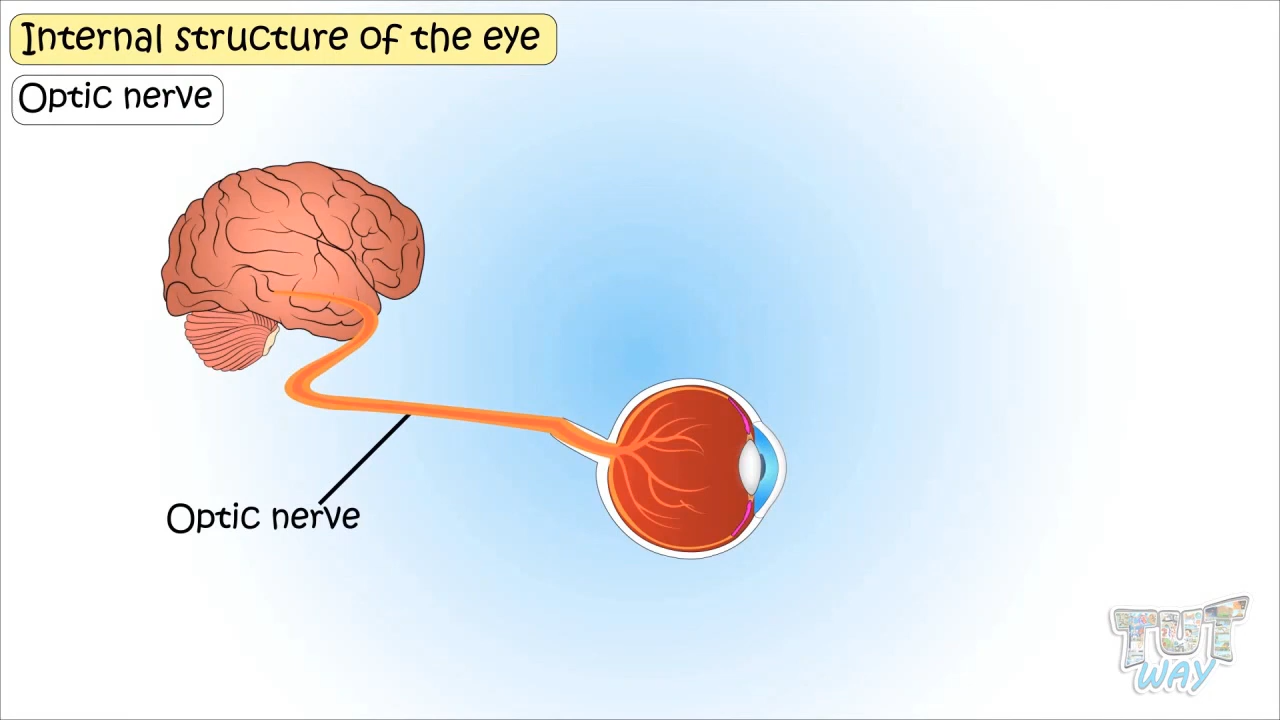 Internal structure of the eye
Optic nerve
Optic nerve
TUT
WAY